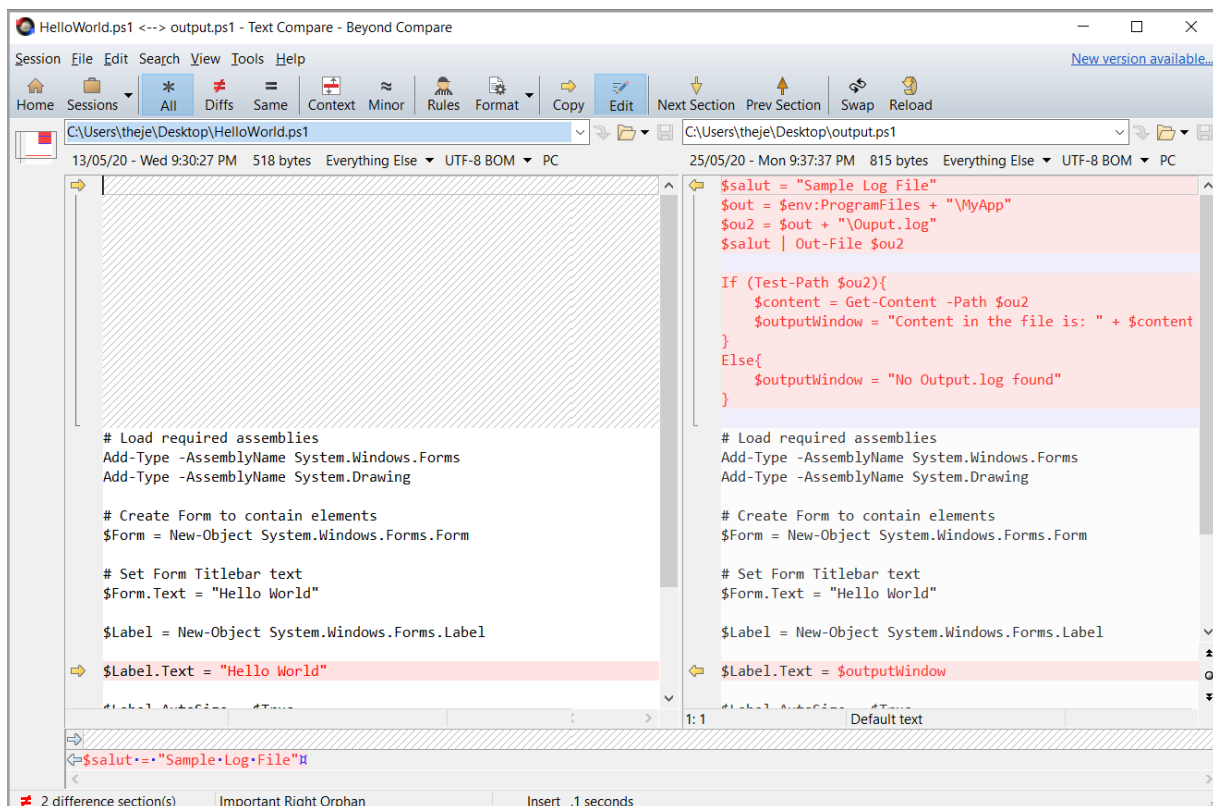 HelloWorld.ps1 <--> output.ps1 - Text Compare - Beyond Compare
Session File Edit Search View Tools Help New version available...
Home Sessions All Diffs Same Context Minor Rules Format Copy Edit Next Section Prev Section Swap Reload
C:\Users\theje\Desktop\HelloWorld.ps1
13/05/20 - Wed 9:30:27 PM 518 bytes Everything Else UTF-8 BOM PC
# Load required assemblies
Add-Type -AssemblyName System.Windows.Forms
Add-Type -AssemblyName System.Drawing
# Create Form to contain elements
$Form = New-Object System.Windows.Forms.Form
# Set Form Titlebar text
$Form.Text = "Hello World"
$Label = New-Object System.Windows.Forms.Label
$Label.Text = "Hello World"
C:\Users\theje\Desktop\output.ps1
25/05/20 - Mon 9:37:37 PM 815 bytes Everything Else UTF-8 BOM PC
$salut = "Sample Log File"
$out = $env:ProgramFiles + "\MyApp"
$ou2 = $out + "\Ouput.log"
$salut | Out-File $ou2
If (Test-Path $ou2){
$content = Get-Content -Path $ou2
$outputWindow = "Content in the file is: " + $content
}
Else{
$outputWindow = "No Output.log found"
}
# Load required assemblies
Add-Type -AssemblyName System.Windows.Forms
Add-Type -AssemblyName System.Drawing
# Create Form to contain elements
$Form = New-Object System.Windows.Forms.Form
# Set Form Titlebar text
$Form.Text = "Hello World"
$Label = New-Object System.Windows.Forms.Label
$Label.Text = $outputWindow
1: 1 Default text
$salut·=·"Sample·Log·File"¤
2 difference section(s) Important Right Orphan Insert .1 seconds